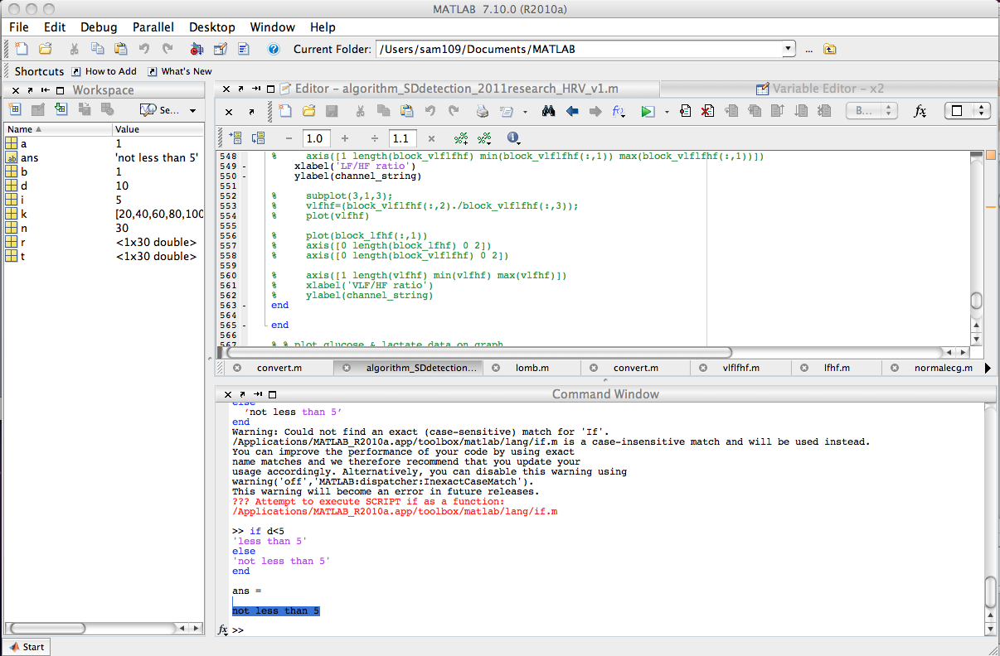 MATLAB 7.10.0 (R2010a)
File Edit Debug Parallel Desktop Window Help
Current Folder: /Users/sam109/Documents/MATLAB ...
Shortcuts How to Add What's New
Workspace
Se...
Name Value
a 1
ans 'not less than 5'
b 1
d 10
i 5
k [20,40,60,80,100
n 30
r <1x30 double>
t <1x30 double>
Editor – algorithm_SDdetection_2011research_HRV_v1.m
Variable Editor – x2
B... fx
− 1.0 + ÷ 1.1 ×
548 % axis([1 length(block_vlflfhf) min(block_vlflfhf(:,1)) max(block_vlflfhf(:,1))])
549 - xlabel('LF/HF ratio')
550 - ylabel(channel_string)
551
552 % subplot(3,1,3);
553 % vlfhf=(block_vlflfhf(:,2)./block_vlflfhf(:,3));
554 % plot(vlfhf)
555
556 % plot(block_lfhf(:,1))
557 % axis([0 length(block_lfhf) 0 2])
558 % axis([0 length(block_vlflfhf) 0 2])
559
560 % axis([1 length(vlfhf) min(vlfhf) max(vlfhf)])
561 % xlabel('VLF/HF ratio')
562 % ylabel(channel_string)
563 - end
564
565 - end
566
567 % % plot glucose & lactate data on graph
convert.m algorithm_SDdetection... lomb.m convert.m vlflfhf.m lfhf.m normalecg.m
Command Window
else
‘not less than 5’
end
Warning: Could not find an exact (case-sensitive) match for 'If'.
/Applications/MATLAB_R2010a.app/toolbox/matlab/lang/if.m is a case-insensitive match and will be used instead.
You can improve the performance of your code by using exact
name matches and we therefore recommend that you update your
usage accordingly. Alternatively, you can disable this warning using
warning('off','MATLAB:dispatcher:InexactCaseMatch').
This warning will become an error in future releases.
??? Attempt to execute SCRIPT if as a function:
/Applications/MATLAB_R2010a.app/toolbox/matlab/lang/if.m
>> if d<5
'less than 5'
else
'not less than 5'
end
ans =
not less than 5
fx >>
Start